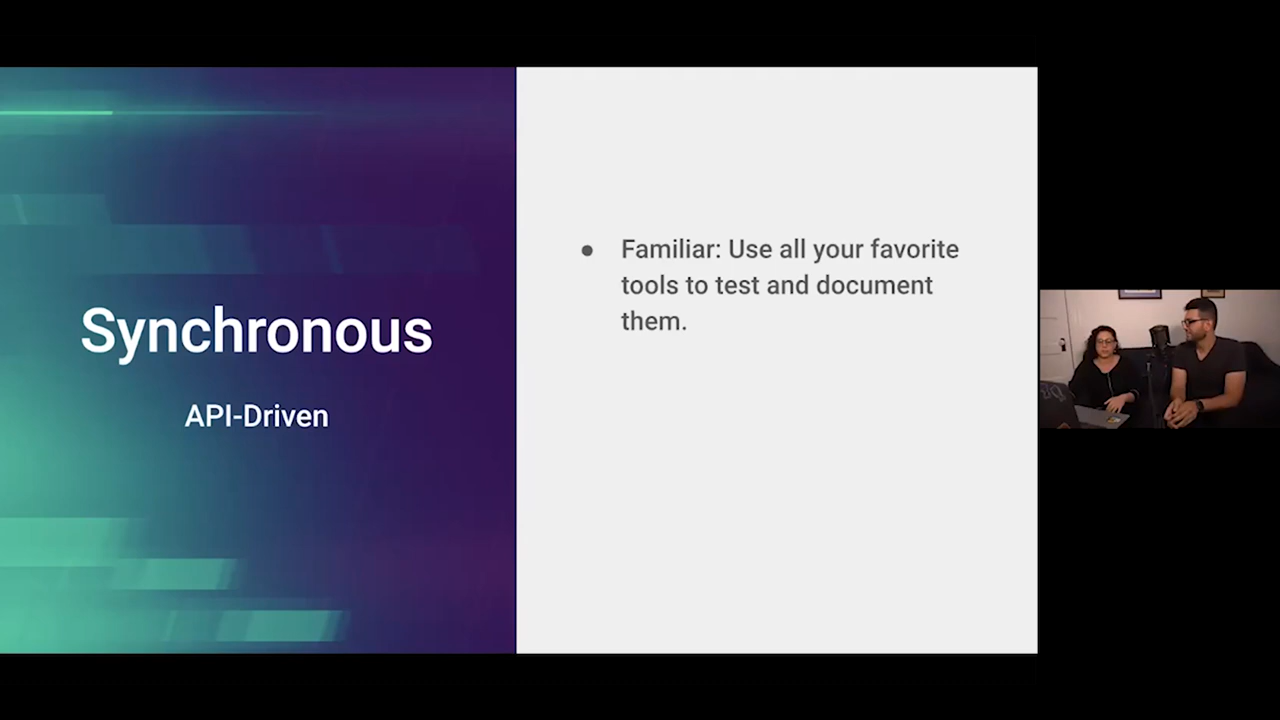 Synchronous
API-Driven
● Familiar: Use all your favorite
tools to test and document
them.